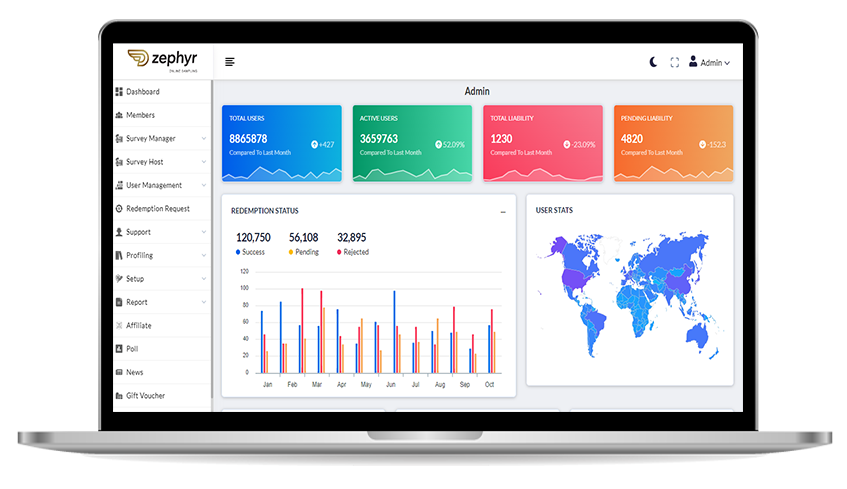 zephyr
ONLINE SAMPLING
Admin
Dashboard
Members
Survey Manager
Survey Host
User Management
Redemption Request
Support
Profiling
Setup
Report
Affiliate
Poll
News
Gift Voucher
Admin
TOTAL USERS
8865878
Compared To Last Month
+427
ACTIVE USERS
3659763
Compared To Last Month
52.09%
TOTAL LIABILITY
1230
Compared To Last Month
-23.09%
PENDING LIABILITY
4820
Compared To Last Month
-152.3
REDEMPTION STATUS
120,750 56,108 32,895
Success Pending Rejected
120
100
80
60
40
20
0
Jan Feb Mar Apr May Jun Jul Aug Sep Oct
USER STATS